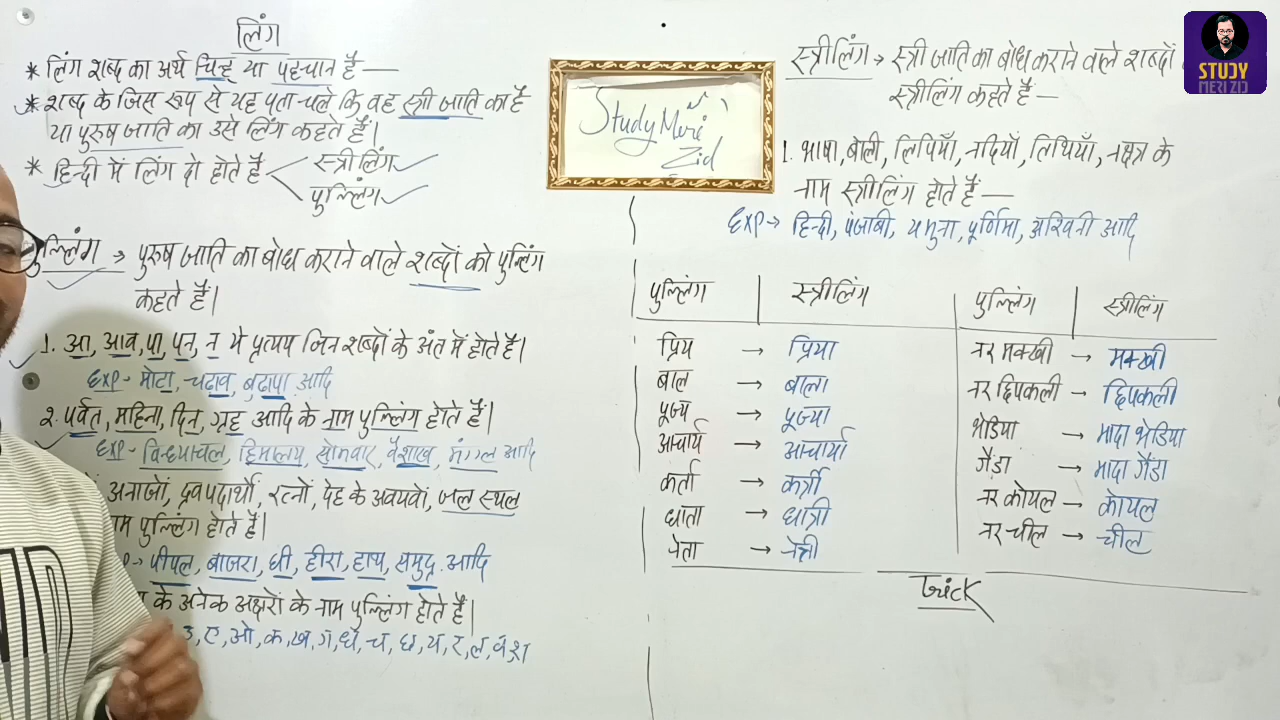 लिंग
* लिंग शब्द का अर्थ चिन्ह या पहचान है —
* शब्द के जिस रूप से यह पता चले कि वह स्त्री जाति का है
या पुरुष जाति का उसे लिंग कहते हैं।
* हिन्दी में लिंग दो होते हैं
स्त्रीलिंग
पुल्लिंग
पुल्लिंग → पुरुष जाति का बोध कराने वाले शब्दों को पुल्लिंग
कहते हैं।
1. आ, आव, पा, पन, न ये प्रत्यय जिन शब्दों के अंत में होते हैं।
Exp - मोटा, चढाव, बुढापा आदि
2. पर्वत, महिना, दिन, ग्रह आदि के नाम पुल्लिंग होते हैं।
Exp - विन्ध्याचल, हिमालय, सोमवार, वैशाख, मंगल आदि
अनाजों, द्रव पदार्थो, रत्नों, देह के अवयवों, जल स्थल
पुल्लिंग होते हैं।
पीपल, बाजरा, घी, हीरा, हाथ, समुद्र आदि
के अनेक अक्षरों के नाम पुल्लिंग होते हैं।
ए, ओ, क, ख, ग, घ, च, छ, य, र, ल, व, श
Study Meri
Zid
स्त्रीलिंग → स्त्री जाति का बोध कराने वाले शब्दों
स्त्रीलिंग कहते हैं —
1. भाषा, बोली, लिपियाँ, नदियाँ, तिथियाँ, नक्षत्र के
नाम स्त्रीलिंग होते हैं —
Exp → हिन्दी, पंजाबी, यमुना, पूर्णिमा, अश्विनी आदि
पुल्लिंग | स्त्रीलिंग
प्रिय → प्रिया
बाल → बाला
पूज्य → पूज्या
आचार्य → आचार्या
कर्ता → कर्त्री
धाता → धात्री
नेता → नेत्री
पुल्लिंग | स्त्रीलिंग
नर मक्खी → मक्खी
नर छिपकली → छिपकली
भेडिया → मादा भेडिया
गैंडा → मादा गैंडा
नर कोयल → कोयल
नर चील → चील
Trick
STUDY
MERI ZID